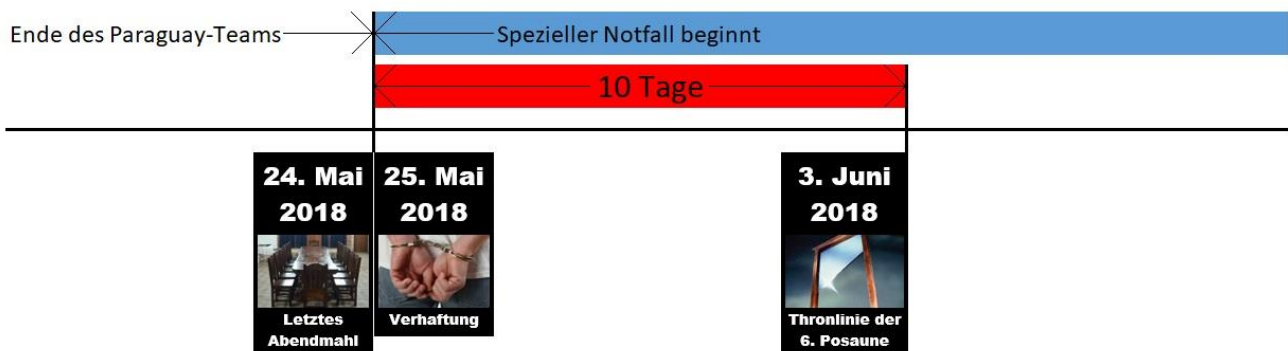 Ende des Paraguay-Teams
Spezieller Notfall beginnt
10 Tage
24. Mai
2018
Letztes
Abendmahl
25. Mai
2018
Verhaftung
3. Juni
2018
Thronlinie der
6. Posaune